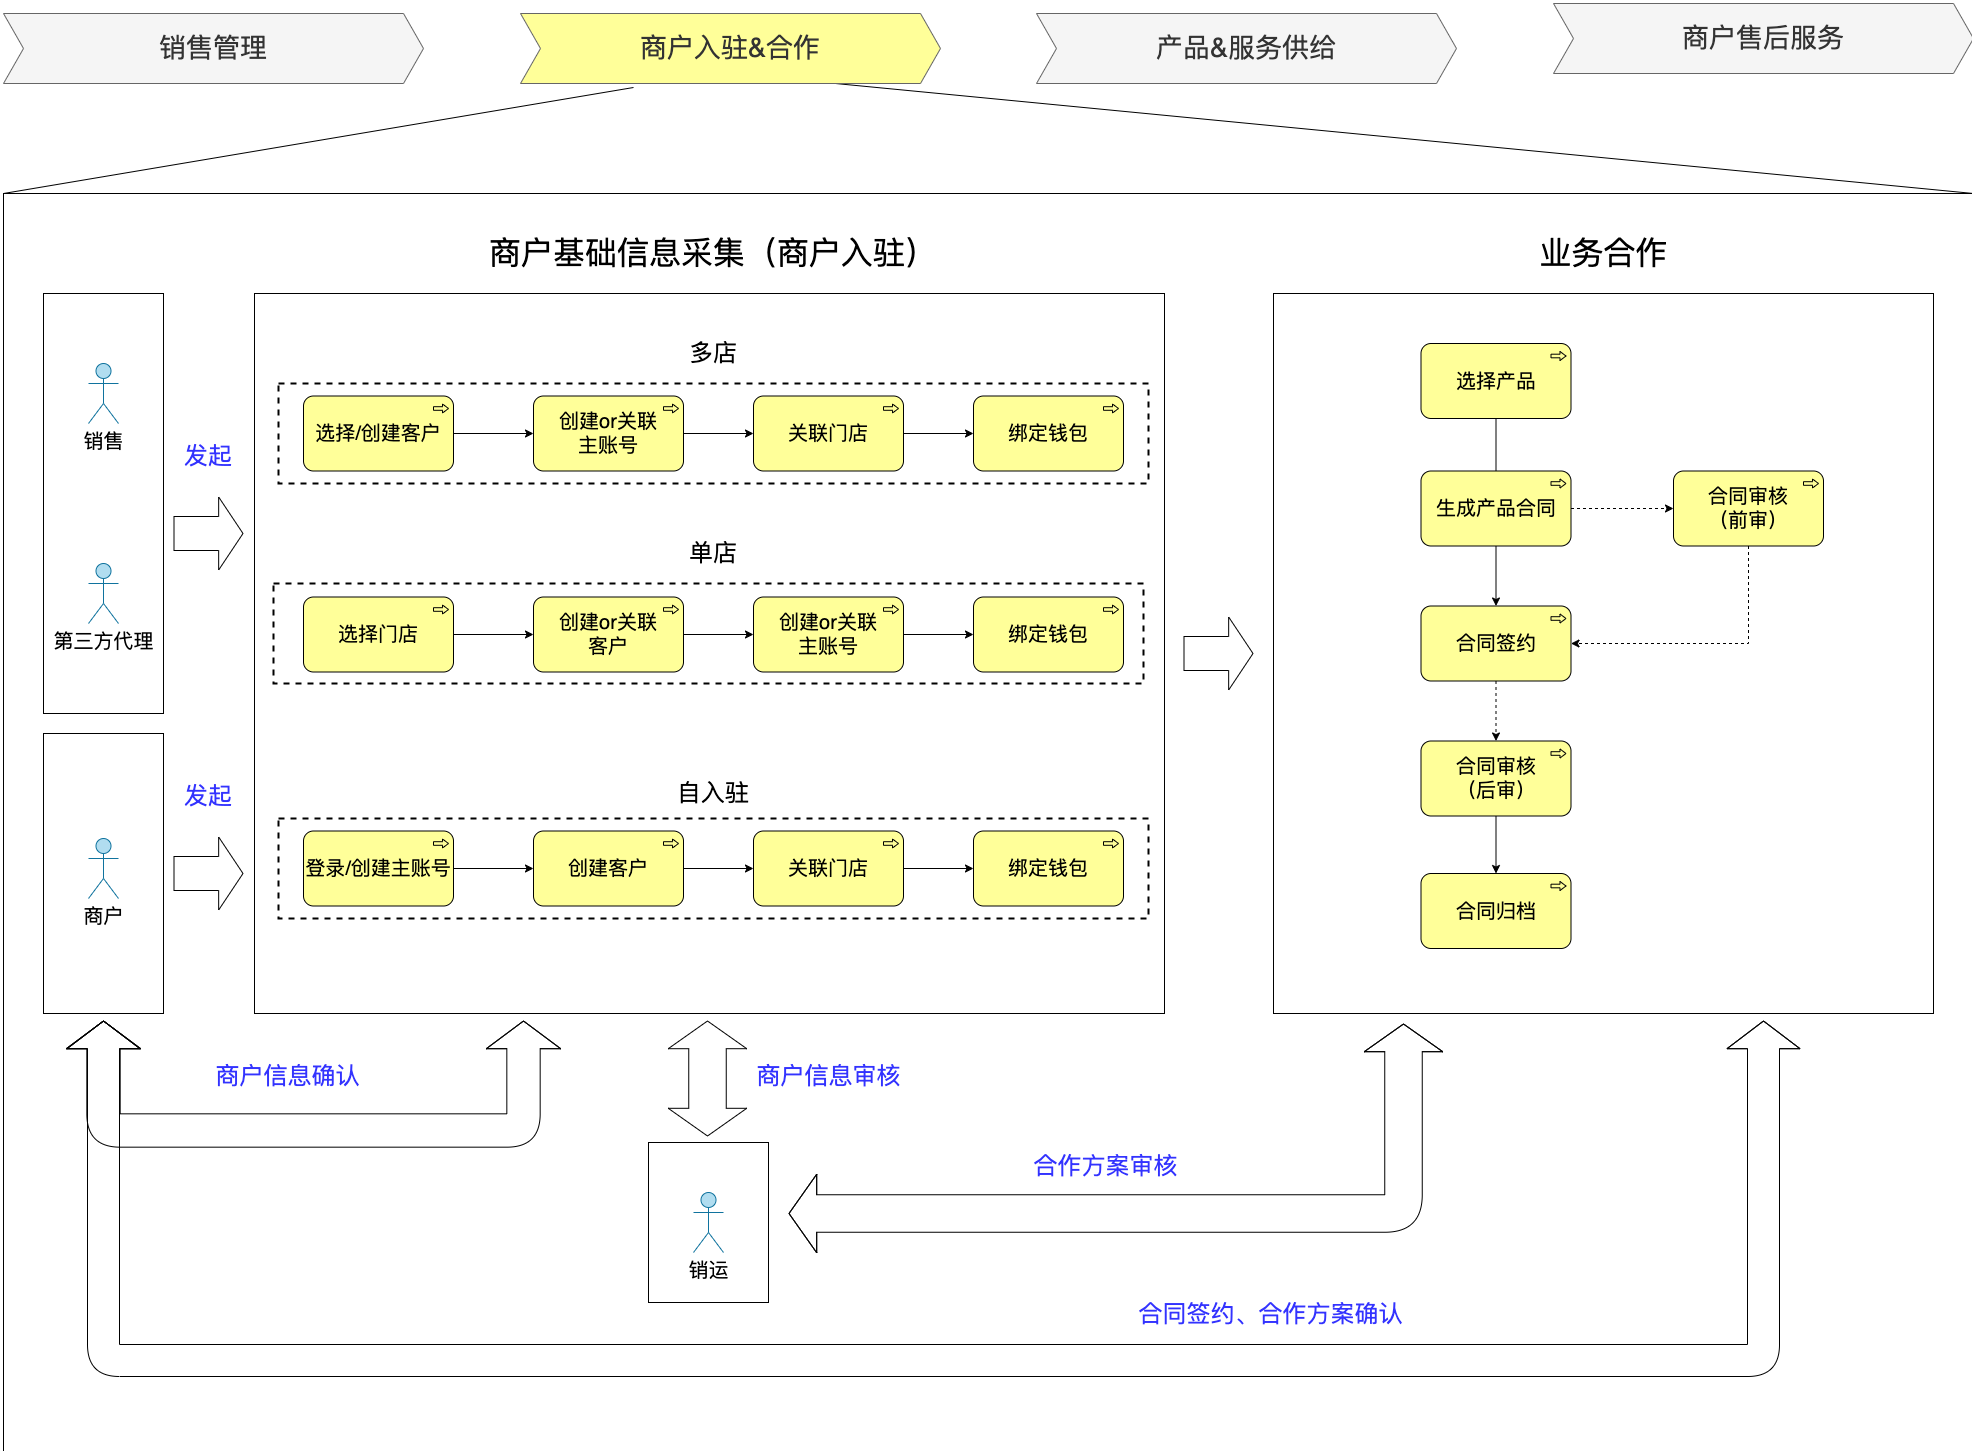 销售管理
商户入驻&合作
产品&服务供给
商户售后服务
商户基础信息采集（商户入驻）
业务合作
销售
第三方代理
发起
多店
选择/创建客户
创建or关联
主账号
关联门店
绑定钱包
单店
选择门店
创建or关联
客户
创建or关联
主账号
绑定钱包
商户
发起
自入驻
登录/创建主账号
创建客户
关联门店
绑定钱包
选择产品
生成产品合同
合同审核
（前审）
合同签约
合同审核
（后审）
合同归档
商户信息确认
商户信息审核
合作方案审核
销运
合同签约、合作方案确认